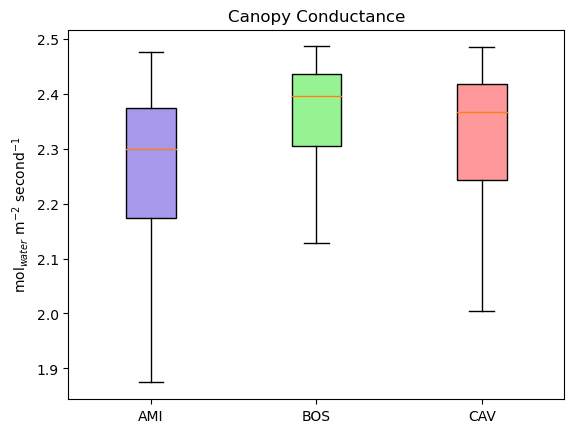 Canopy Conductance
2.5
2.4
2.3
2.2
2.1
2.0
1.9
mol_water m⁻² second⁻¹
AMI BOS CAV